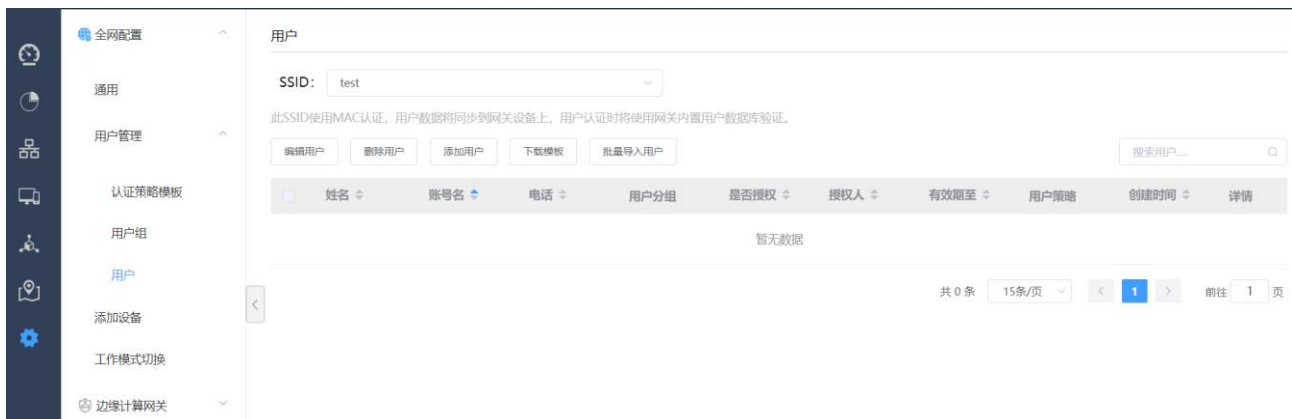 全网配置
通用
用户管理
认证策略模板
用户组
用户
添加设备
工作模式切换
边缘计算网关
用户
SSID： test
此SSID使用MAC认证，用户数据将同步到网关设备上，用户认证时将使用网关内置用户数据库验证。
编辑用户 删除用户 添加用户 下载模板 批量导入用户 搜索用户...
姓名 账号名 电话 用户分组 是否授权 授权人 有效期至 用户策略 创建时间 详情
暂无数据
共 0 条 15条/页 1 前往 1 页